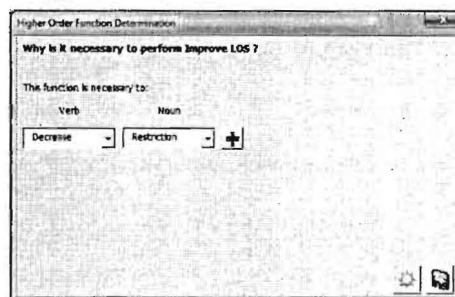 Higher Order Function Determination
Why is it necessary to perform Improve LOS ?
This function is necessary to:
Verb Noun
Decrease Restriction